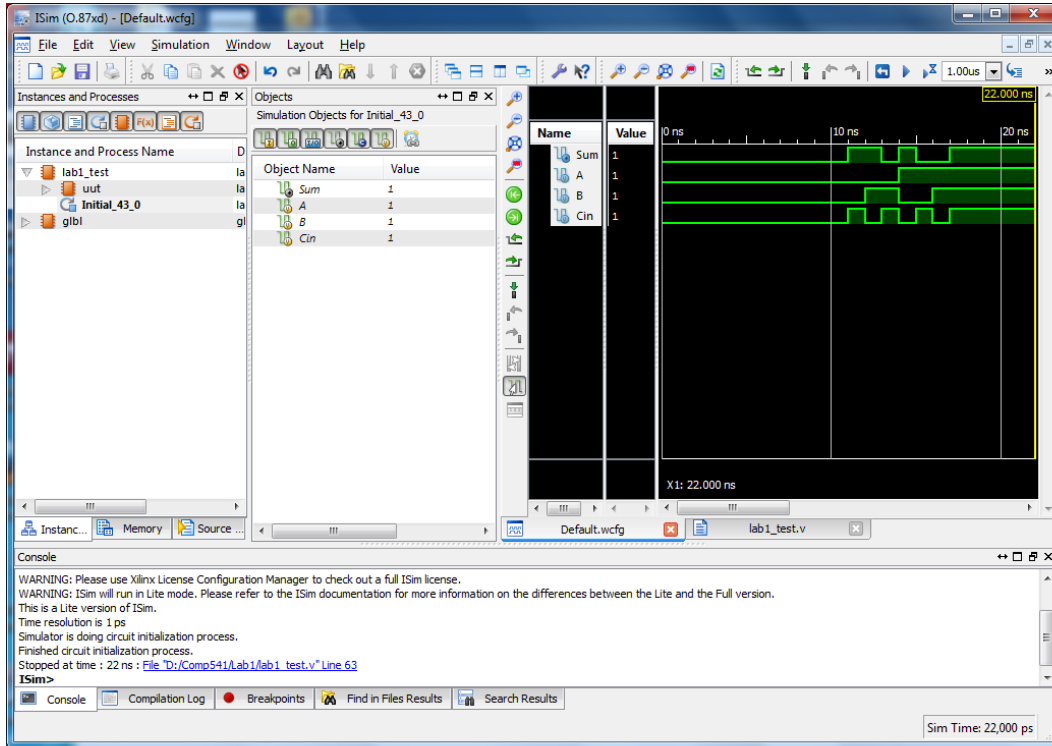 ISim (O.87xd) - [Default.wcfg]
File Edit View Simulation Window Layout Help
1.00us
»
Instances and Processes
Instance and Process Name D
lab1_test la
uut la
Initial_43_0 la
glbl gl
Instanc... Memory Source ...
Objects
Simulation Objects for Initial_43_0
Object Name Value
Sum 1
A 1
B 1
Cin 1
22.000 ns
Name Value 0 ns 10 ns 20 ns
Sum 1
A 1
B 1
Cin 1
X1: 22.000 ns
Default.wcfg lab1_test.v
Console
WARNING: Please use Xilinx License Configuration Manager to check out a full ISim license.
WARNING: ISim will run in Lite mode. Please refer to the ISim documentation for more information on the differences between the Lite and the Full version.
This is a Lite version of ISim.
Time resolution is 1 ps
Simulator is doing circuit initialization process.
Finished circuit initialization process.
Stopped at time : 22 ns : File "D:/Comp541/Lab1/lab1_test.v" Line 63
ISim>
Console Compilation Log Breakpoints Find in Files Results Search Results
Sim Time: 22,000 ps